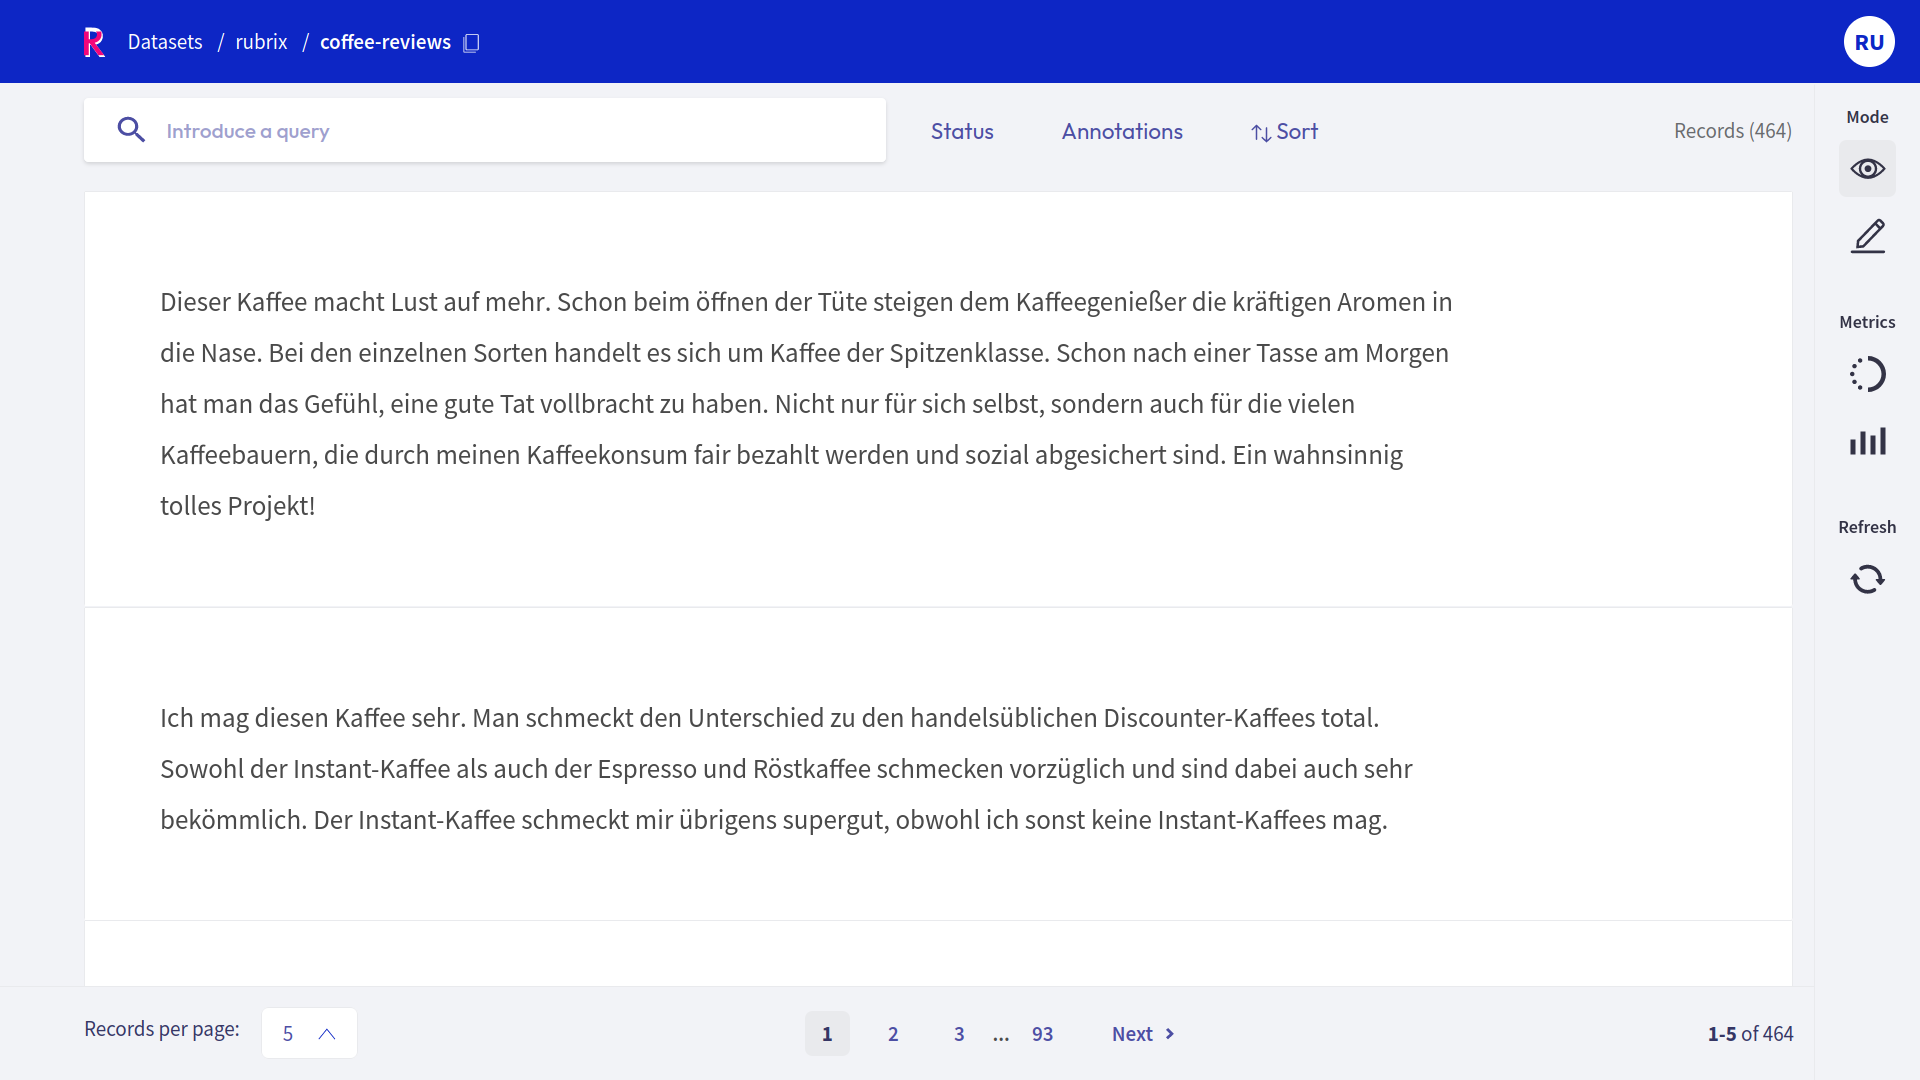 R Datasets / rubrix / coffee-reviews RU
Introduce a query Status Annotations Sort Records (464)
Mode
Metrics
Refresh
Dieser Kaffee macht Lust auf mehr. Schon beim öffnen der Tüte steigen dem Kaffeegenießer die kräftigen Aromen in
die Nase. Bei den einzelnen Sorten handelt es sich um Kaffee der Spitzenklasse. Schon nach einer Tasse am Morgen
hat man das Gefühl, eine gute Tat vollbracht zu haben. Nicht nur für sich selbst, sondern auch für die vielen
Kaffeebauern, die durch meinen Kaffeekonsum fair bezahlt werden und sozial abgesichert sind. Ein wahnsinnig
tolles Projekt!
Ich mag diesen Kaffee sehr. Man schmeckt den Unterschied zu den handelsüblichen Discounter-Kaffees total.
Sowohl der Instant-Kaffee als auch der Espresso und Röstkaffee schmecken vorzüglich und sind dabei auch sehr
bekömmlich. Der Instant-Kaffee schmeckt mir übrigens supergut, obwohl ich sonst keine Instant-Kaffees mag.
Records per page: 5 1 2 3 ... 93 Next 1-5 of 464